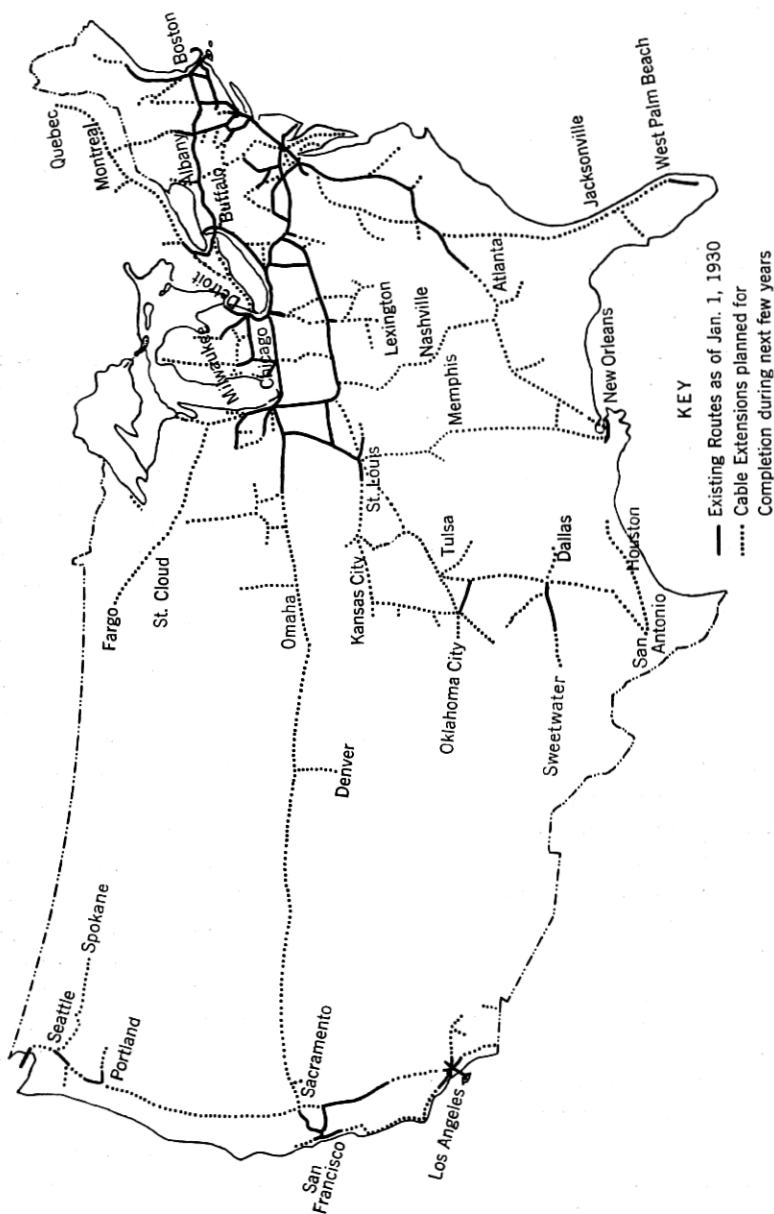 Quebec
Montreal
Boston
Albany
Buffalo
Detroit
Milwaukee
Chicago
Fargo
St. Cloud
Seattle
Spokane
Portland
Omaha
Denver
Sacramento
San
Francisco
Los Angeles
Kansas City
St. Louis
Lexington
Nashville
Memphis
Atlanta
Jacksonville
West Palm Beach
New Orleans
Oklahoma City
Tulsa
Dallas
Sweetwater
San
Antonio
Houston
KEY
Existing Routes as of Jan. 1, 1930
Cable Extensions planned for
Completion during next few years